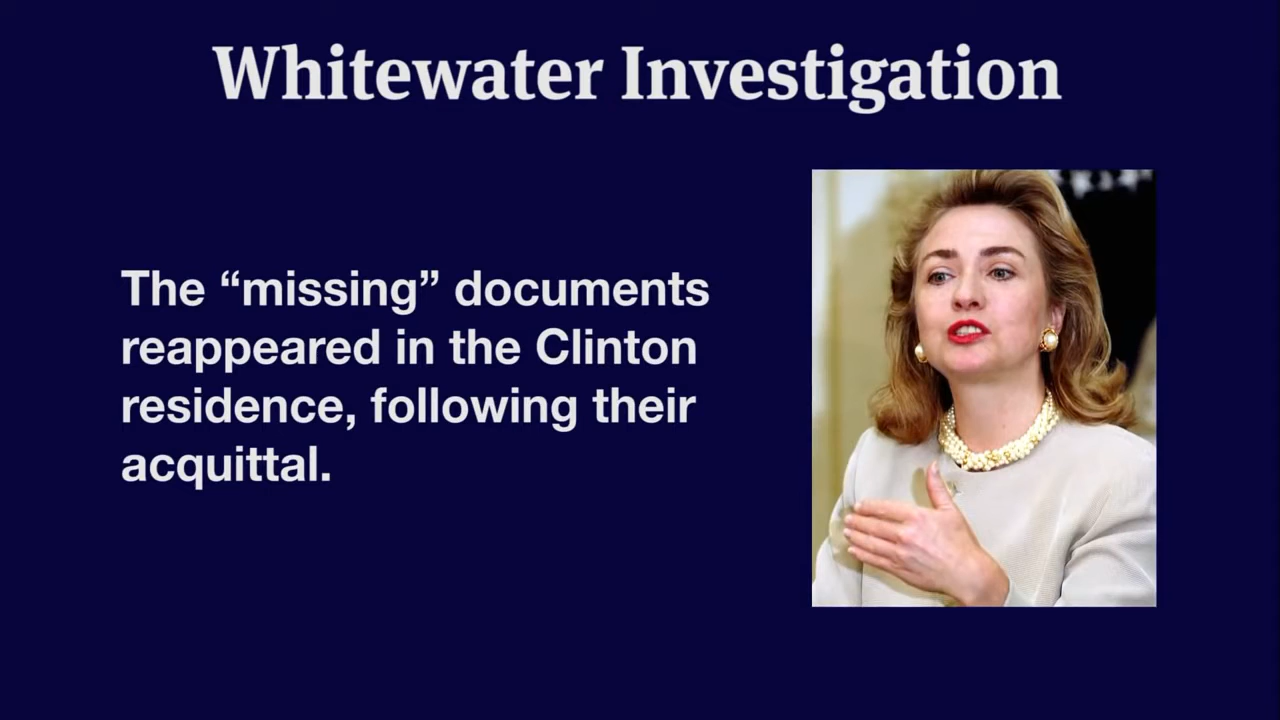 Whitewater Investigation
The “missing” documents
reappeared in the Clinton
residence, following their
acquittal.